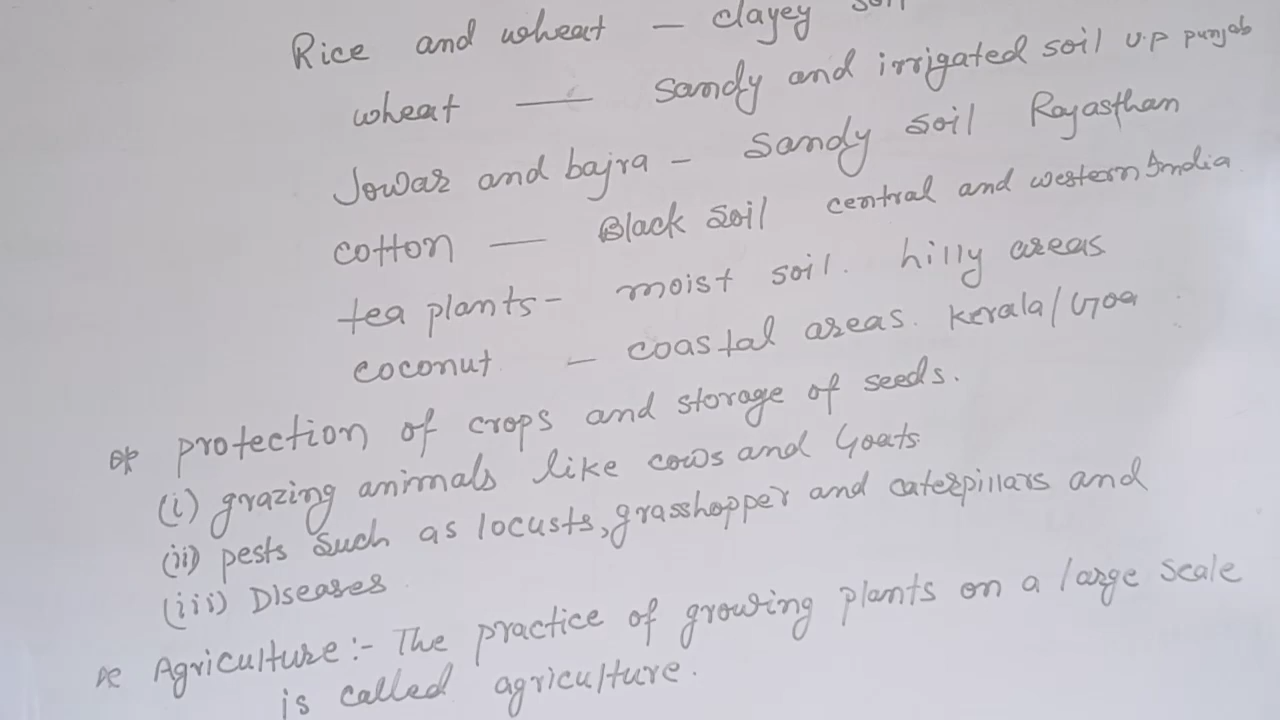 Rice and wheat — clayey soil
wheat — Sandy and irrigated soil U.P punjab
Jowar and bajra - Sandy soil Rajasthan
cotton — Black soil central and western India
tea plants - moist soil. hilly areas
coconut - coastal areas. Kerala/Goa
* protection of crops and storage of seeds.
(i) grazing animals like cows and Goats.
(ii) pests such as locusts, grasshopper and caterpillars and
(iii) Diseases
* Agriculture:- The practice of growing plants on a large scale
is called agriculture.